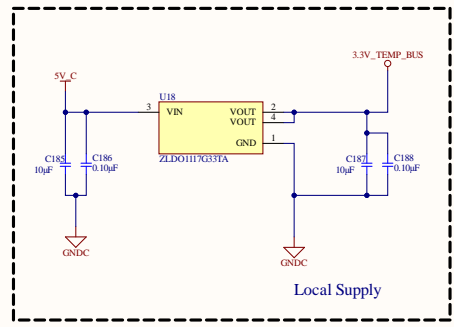 3.3V_TEMP_BUS
5V_C
U18
3 VIN VOUT 2
VOUT 4
GND 1
ZLDO1117G33TA
C185 10µF
C186 0.10µF
C187 10µF
C188 0.10µF
GNDC
GNDC
Local Supply